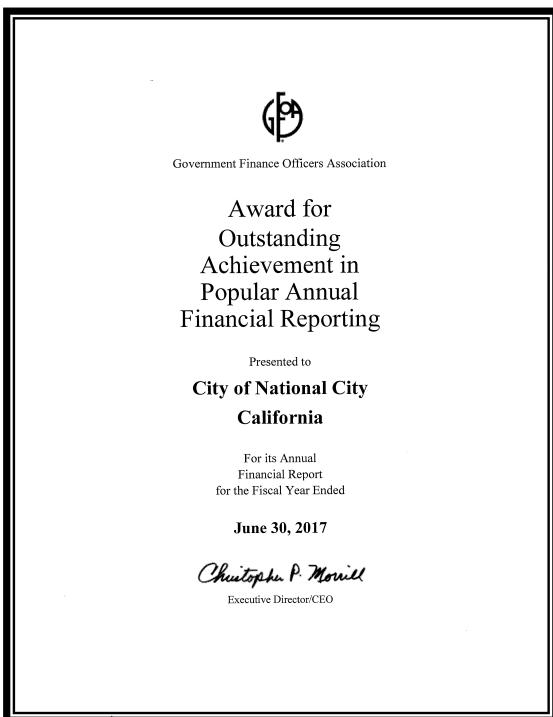 GFOA
Government Finance Officers Association
Award for
Outstanding
Achievement in
Popular Annual
Financial Reporting
Presented to
City of National City
California
For its Annual
Financial Report
for the Fiscal Year Ended
June 30, 2017
Christopher P. Morrill
Executive Director/CEO